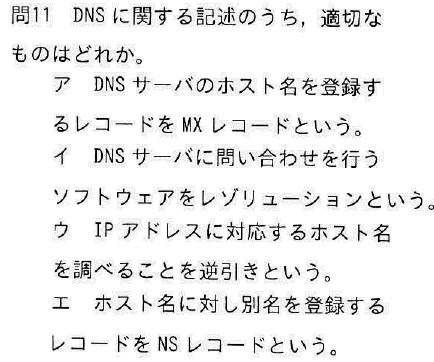 問11 DNSに関する記述のうち，適切な
ものはどれか。
ア DNSサーバのホスト名を登録す
るレコードをMXレコードという。
イ DNSサーバに問い合わせを行う
ソフトウェアをレゾリューションという。
ウ IPアドレスに対応するホスト名
を調べることを逆引きという。
エ ホスト名に対し別名を登録する
レコードをNSレコードという。